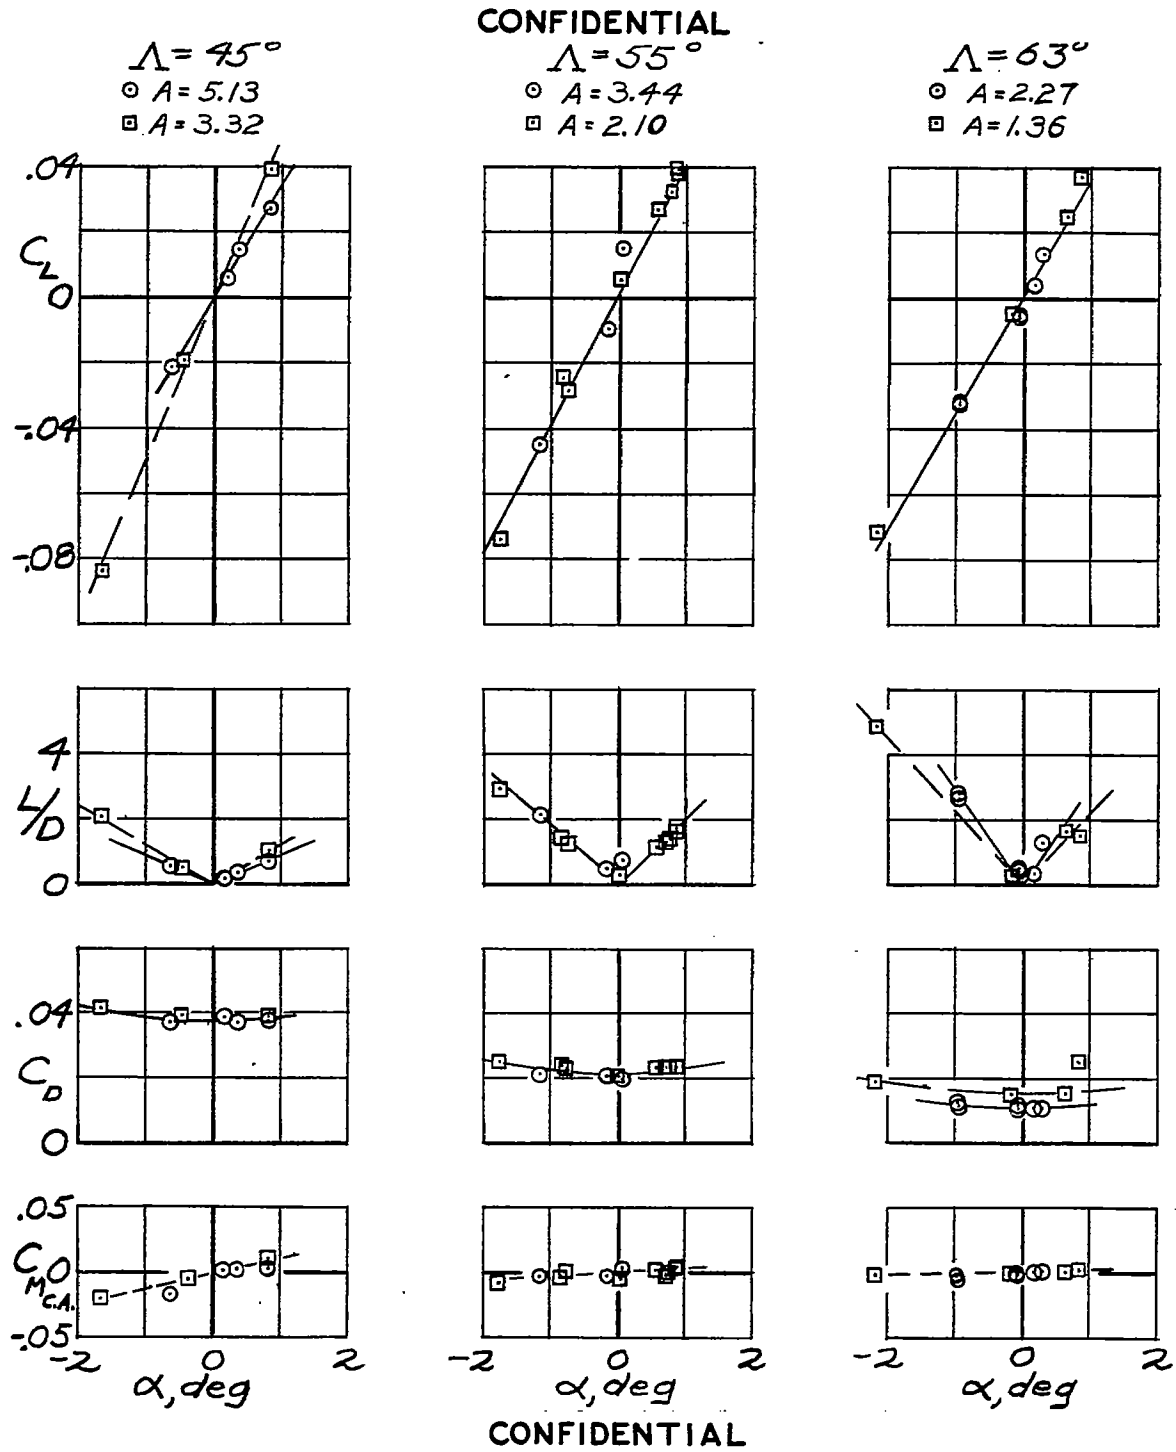 CONFIDENTIAL
Λ = 45° Λ = 55° Λ = 63°
⊙ A = 5.13 ⊙ A = 3.44 ⊙ A = 2.27
⊡ A = 3.32 ⊡ A = 2.10 ⊡ A = 1.36
.04
C_L
0
-.04
-.08
4
L/D
0
.04
C_D
0
.05
C_M_C.A. 0
-.05
-2 0 2 -2 0 2 -2 0 2
α, deg α, deg α, deg
CONFIDENTIAL